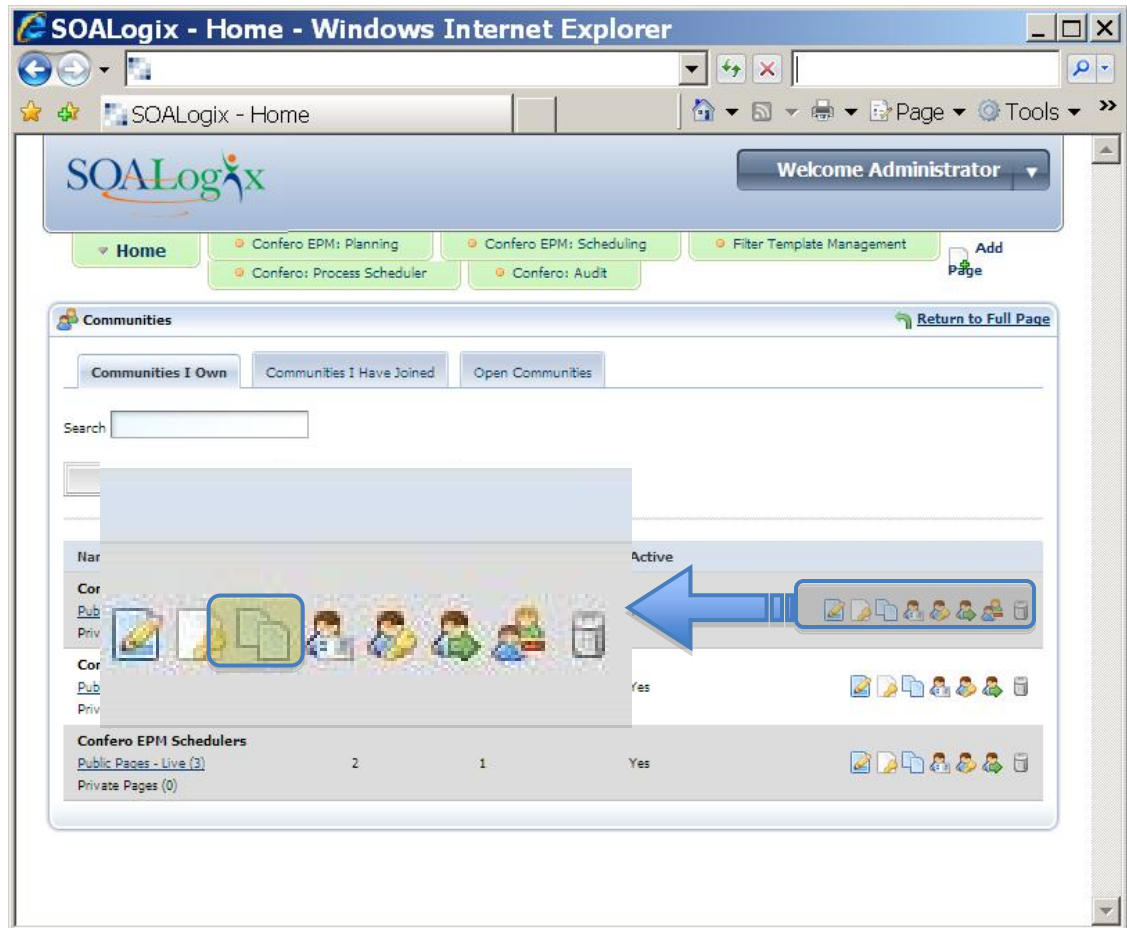 SOALogix - Home - Windows Internet Explorer
SOALogix - Home
Page
Tools
SOALogix
Welcome Administrator
Home
Confero EPM: Planning
Confero EPM: Scheduling
Filter Template Management
Add Page
Confero: Process Scheduler
Confero: Audit
Communities
Return to Full Page
Communities I Own
Communities I Have Joined
Open Communities
Search
Active
Yes
Confero EPM Schedulers
Public Pages - Live (3)
2
1
Yes
Private Pages (0)